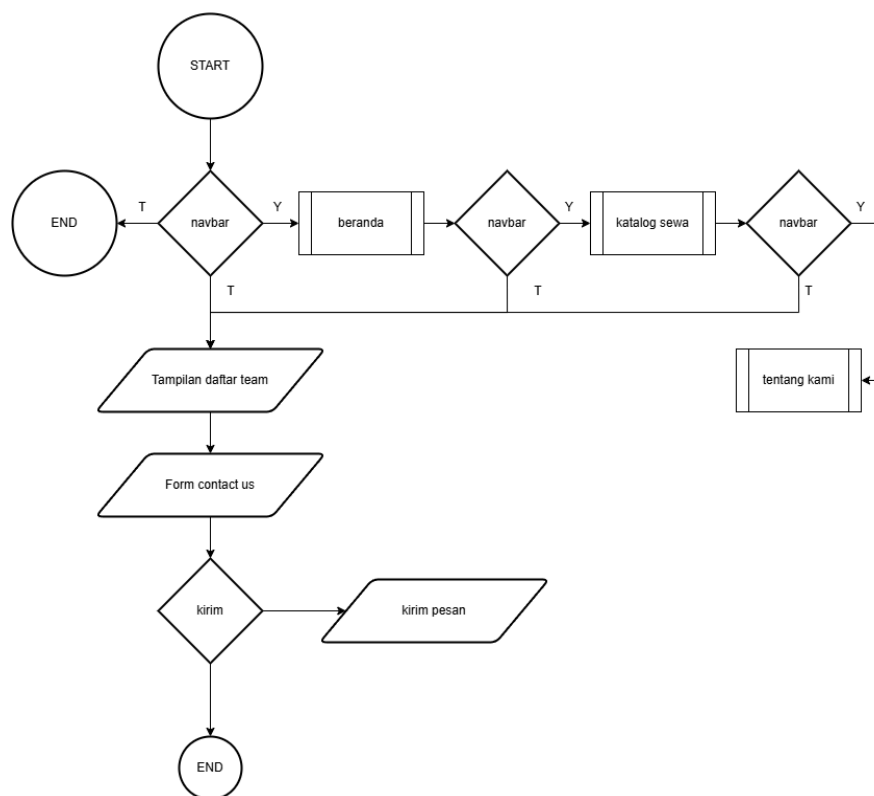 START
END
T
navbar
Y
beranda
navbar
Y
katalog sewa
navbar
Y
T
T
T
Tampilan daftar team
tentang kami
Form contact us
kirim
kirim pesan
END